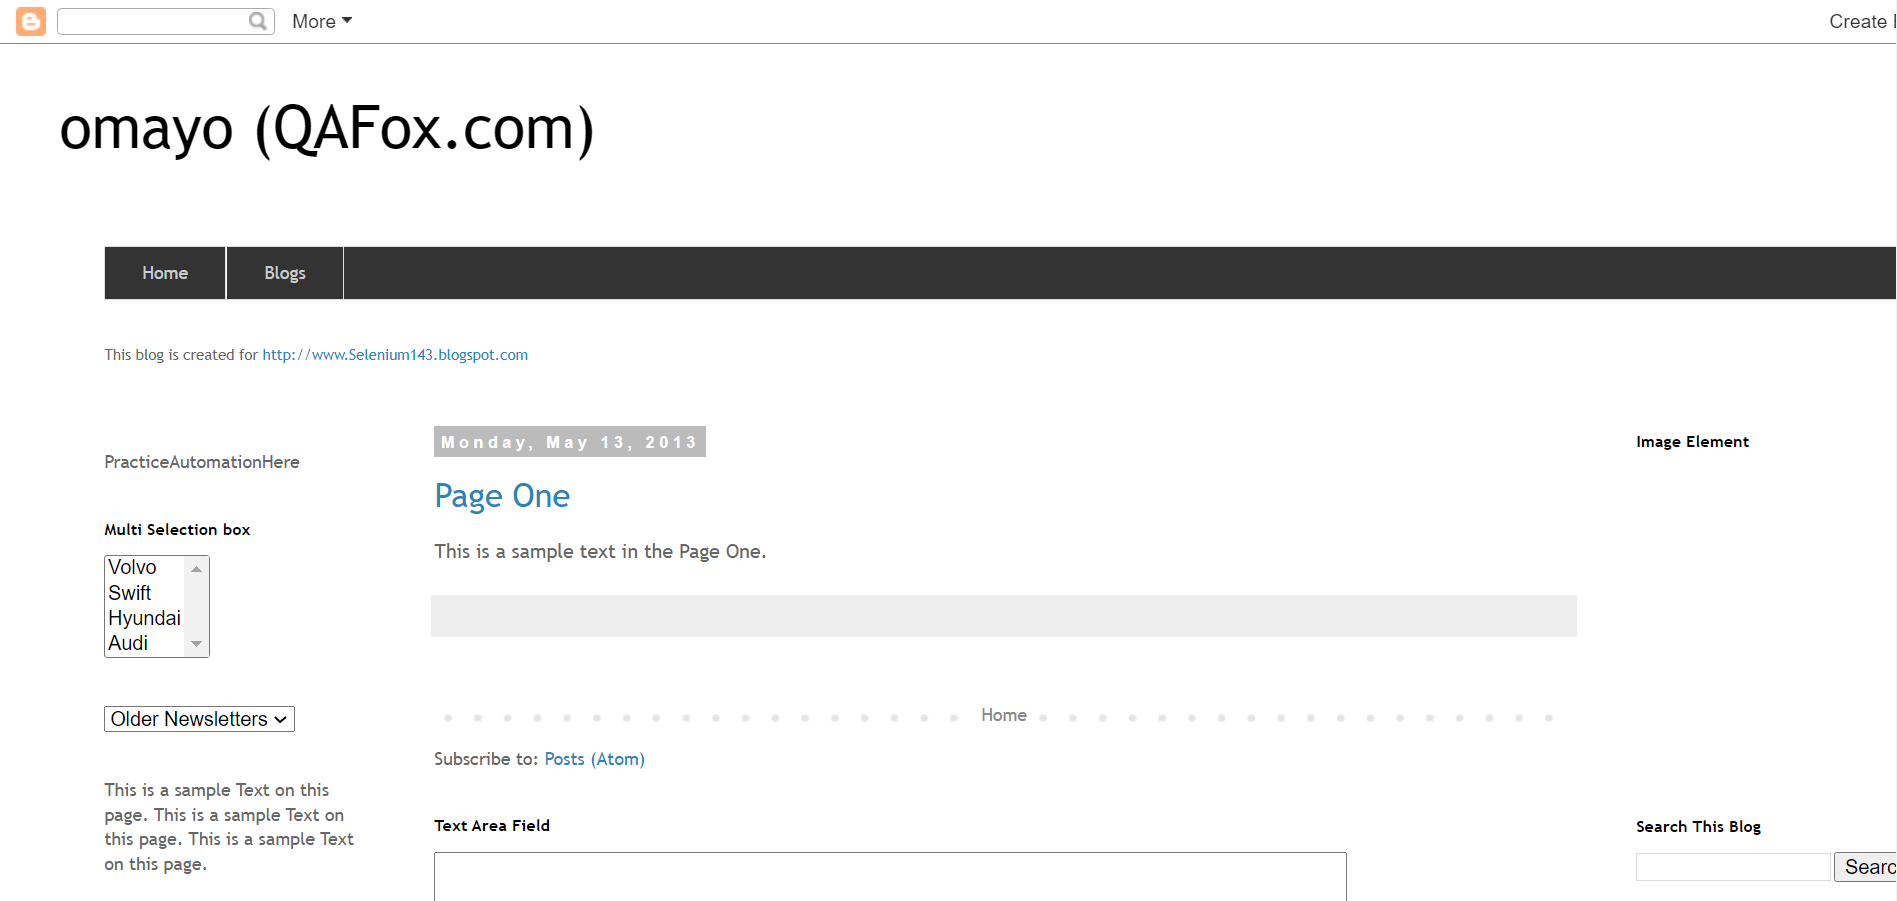 More
Create
omayo (QAFox.com)
Home
Blogs
This blog is created for http://www.Selenium143.blogspot.com
PracticeAutomationHere
Multi Selection box
Volvo
Swift
Hyundai
Audi
Older Newsletters
This is a sample Text on this
page. This is a sample Text on
this page. This is a sample Text
on this page.
Monday, May 13, 2013
Page One
This is a sample text in the Page One.
Home
Subscribe to: Posts (Atom)
Text Area Field
Image Element
Search This Blog
Searc